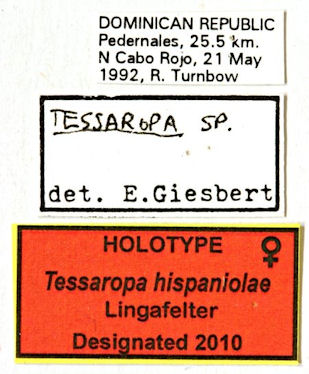 DOMINICAN REPUBLIC
Pedernales, 25.5 km.
N Cabo Rojo, 21 May
1992, R. Turnbow
TESSAROPA SP.
det. E.Giesbert
HOLOTYPE ♀
Tessaropa hispaniolae
Lingafelter
Designated 2010